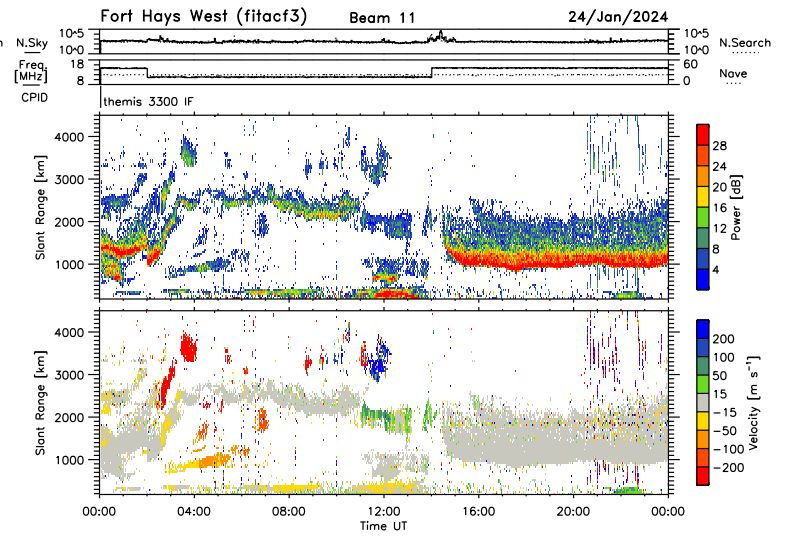 Fort Hays West (fitacf3) Beam 11 24/Jan/2024
h N.Sky 10^5 10^0 10^5 10^0 N.Search
Freq. [MHz] 18 8 60 0 Nave
CPID themis 3300 IF
Slant Range [km] 4000 3000 2000 1000
28 24 20 16 12 8 4 Power [dB]
Slant Range [km] 4000 3000 2000 1000
200 100 50 15 -15 -50 -100 -200 Velocity [m s⁻¹]
00:00 04:00 08:00 12:00 16:00 20:00 00:00
Time UT